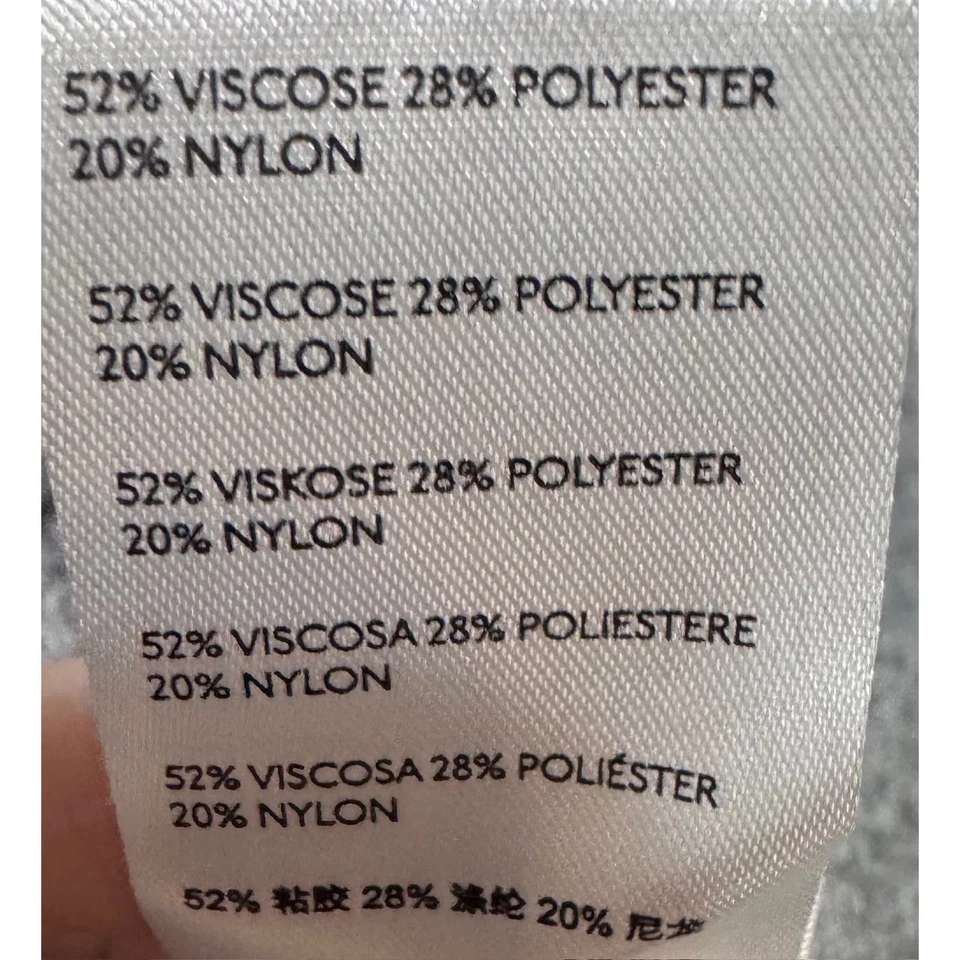 52% VISCOSE 28% POLYESTER
20% NYLON
52% VISCOSE 28% POLYESTER
20% NYLON
52% VISKOSE 28% POLYESTER
20% NYLON
52% VISCOSA 28% POLIESTERE
20% NYLON
52% VISCOSA 28% POLIÉSTER
20% NYLON
52% 粘胶 28% 涤纶 20%